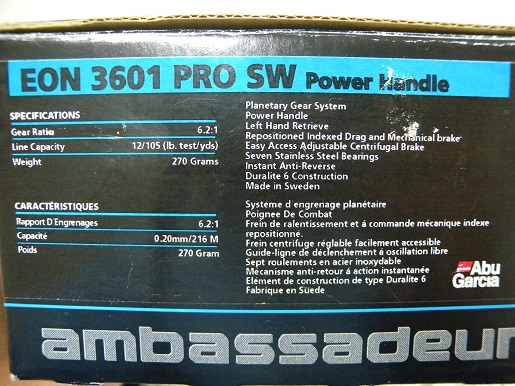 EON 3601 PRO SW Power Handle
SPECIFICATIONS
Gear Ratio 6.2:1
Line Capacity 12/105 (lb. test/yds)
Weight 270 Grams
Planetary Gear System
Power Handle
Left Hand Retrieve
Repositioned Indexed Drag and Mechanical brake
Easy Access Adjustable Centrifugal Brake
Seven Stainless Steel Bearings
Instant Anti-Reverse
Duralite 6 Construction
Made in Sweden
CARACTÉRISTIQUES
Rapport D'Engrenages 6.2:1
Capacité 0.20mm/216 M
Poids 270 Gram
Systeme d'engrenage planétaire
Poignee De Combat
Frein de ralentissement et á commande mécanique indexe
repositionne.
Frein centrifuge réglable facilement accessible
Guide-ligne de déclenchement á oscillation libre
Sept roulements en acier inoxydable
Mecanisme anti-retour á action instantanée
Elément de construction de type Duralite 6
Fabrique en Suède
Abu
Garcia
ambassadeur